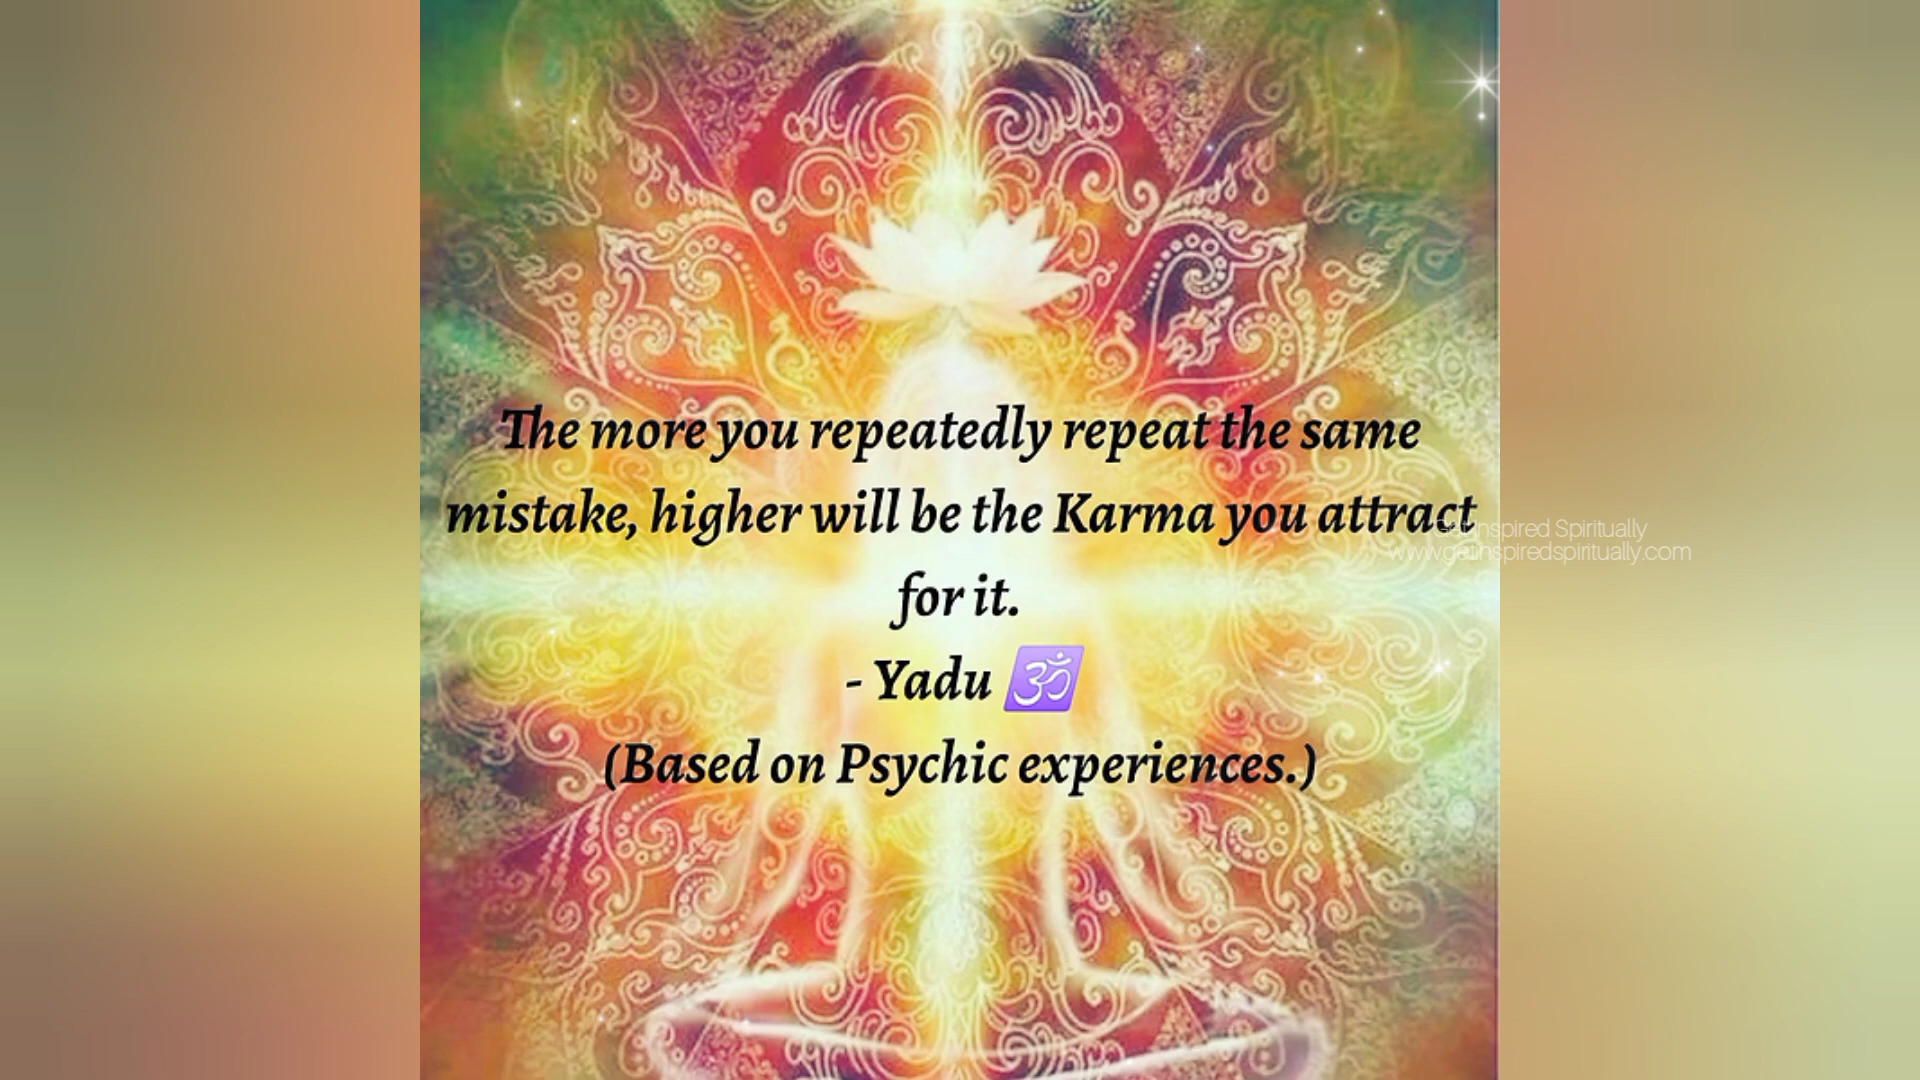 The more you repeatedly repeat the same
mistake, higher will be the Karma you attract
for it.
- Yadu 🕉
(Based on Psychic experiences.)
Get Inspired Spiritually
www.getinspiredspiritually.com